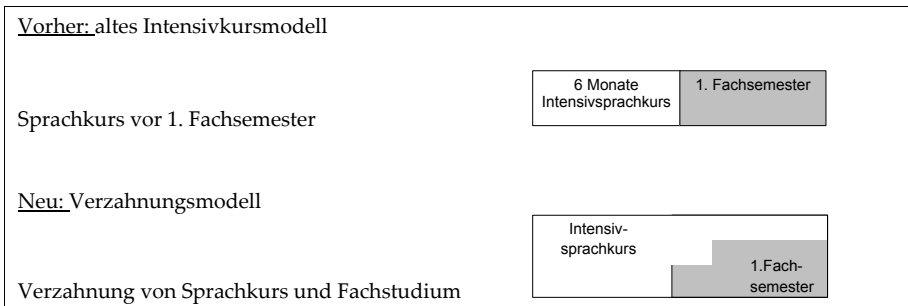 Vorher: altes Intensivkursmodell
6 Monate
Intensivsprachkurs
1. Fachsemester
Sprachkurs vor 1. Fachsemester
Neu: Verzahnungsmodell
Intensiv-
sprachkurs
1.Fach-
semester
Verzahnung von Sprachkurs und Fachstudium